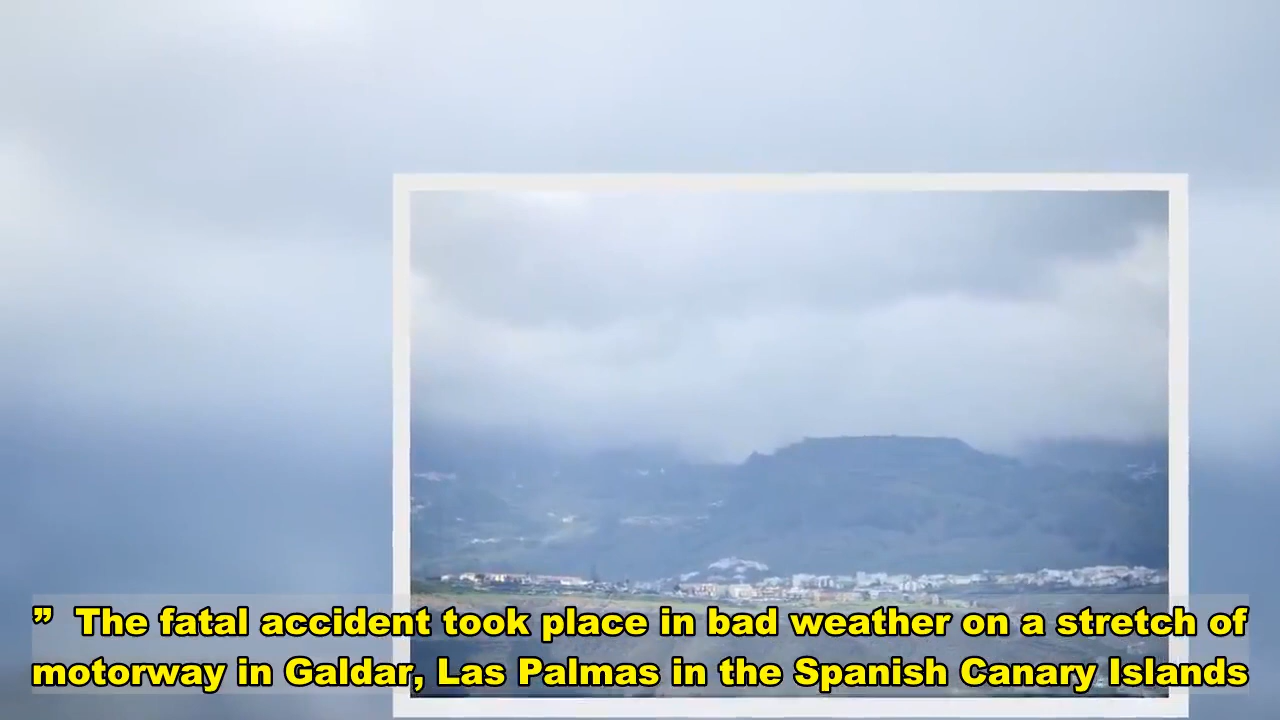 ”  The fatal accident took place in bad weather on a stretch of
motorway in Galdar, Las Palmas in the Spanish Canary Islands